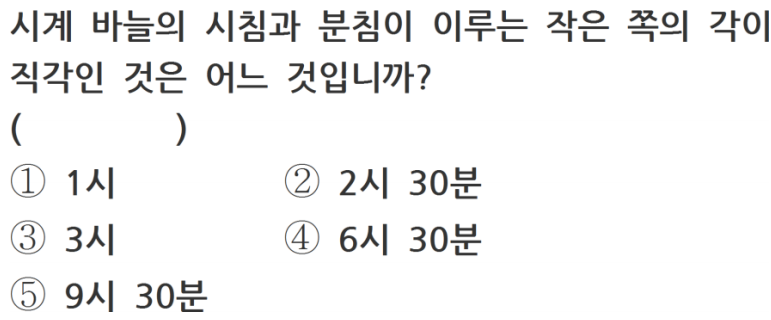 시계 바늘의 시침과 분침이 이루는 작은 쪽의 각이
직각인 것은 어느 것입니까?
(          )
① 1시 ② 2시 30분
③ 3시 ④ 6시 30분
⑤ 9시 30분